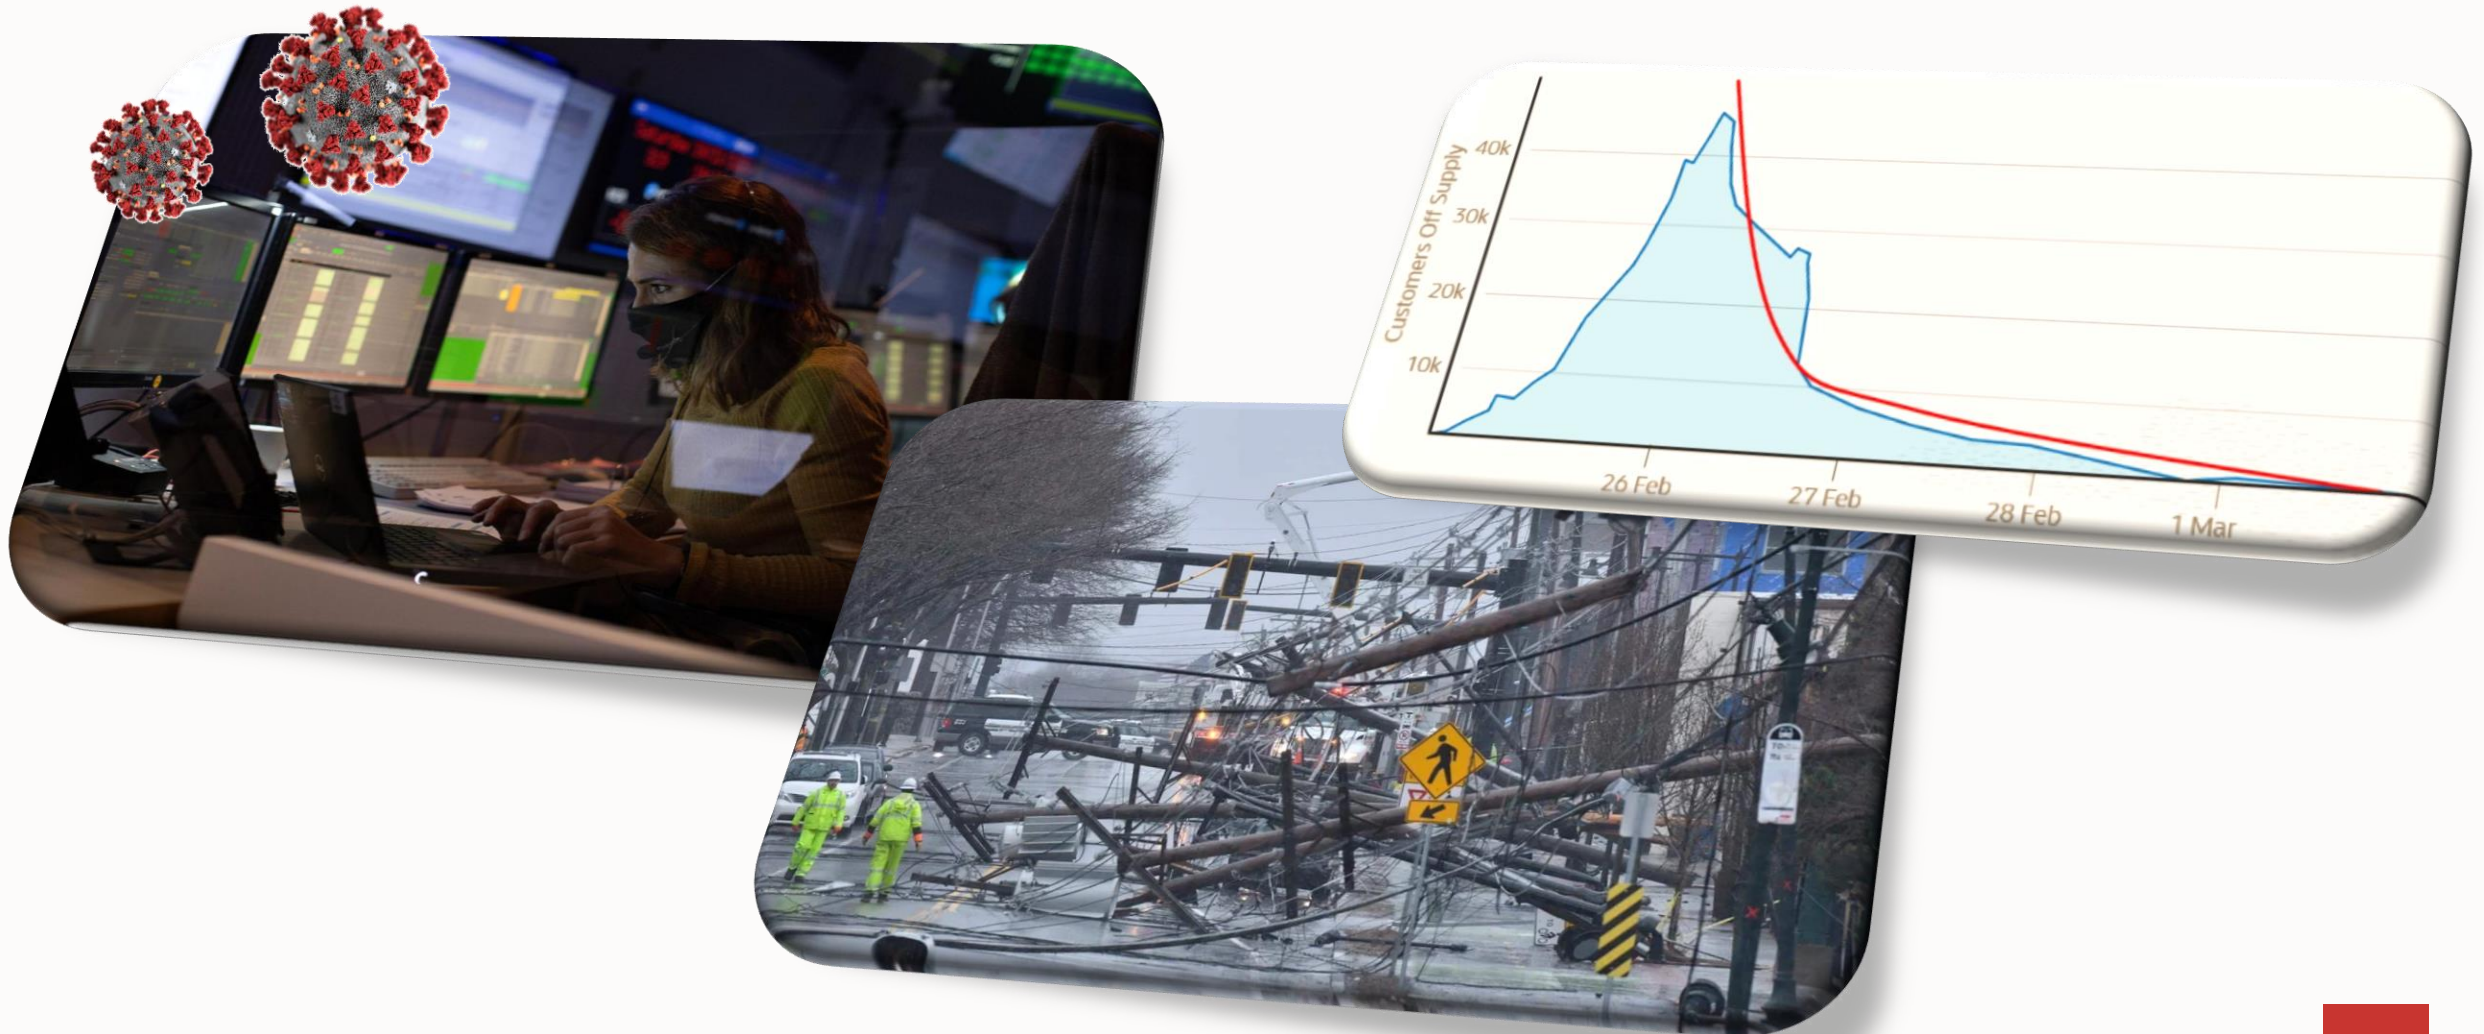 Customers Off Supply
40k
30k
20k
10k
26 Feb
27 Feb
28 Feb
1 Mar